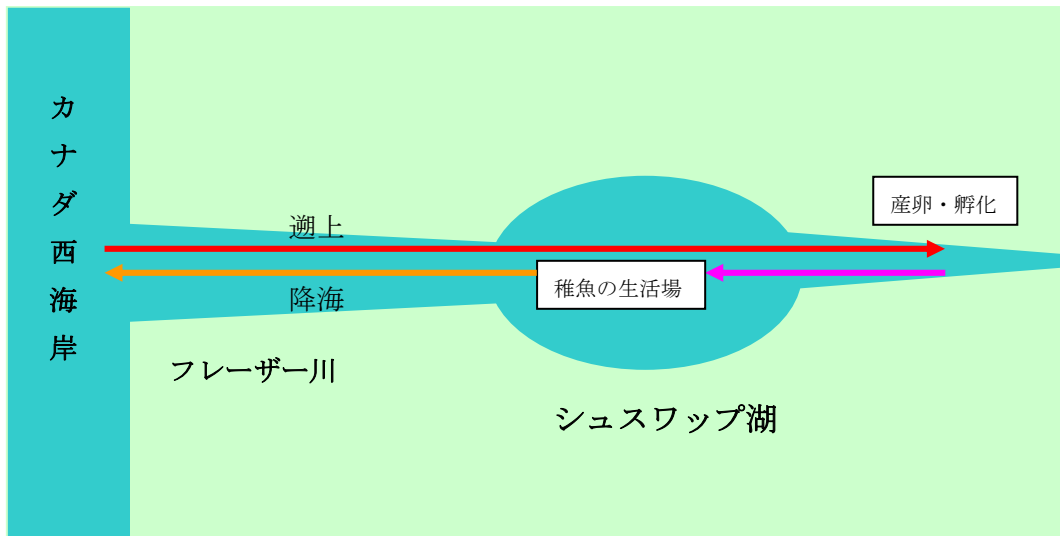 カナダ西海岸
遡上
降海
フレーザー川
稚魚の生活場
シュスワップ湖
産卵・孵化